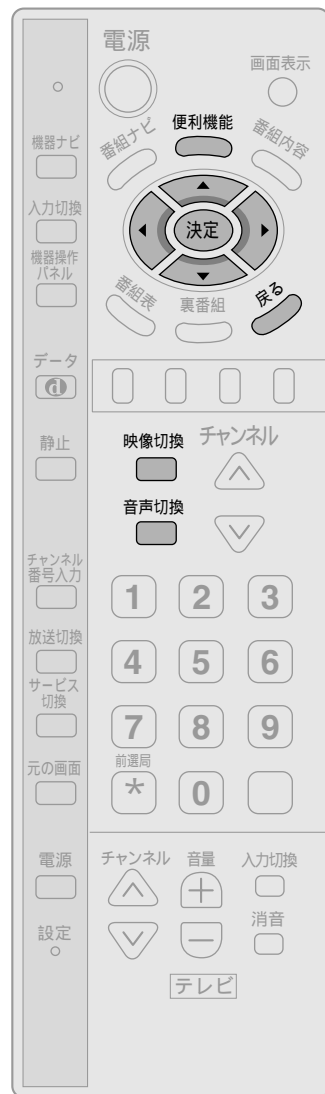 電源
画面表示
機器ナビ
番組ナビ
便利機能
番組内容
入力切換
決定
機器操作
パネル
番組表
裏番組
戻る
データ
d
静止
映像切換
チャンネル
音声切換
チャンネル
番号入力
1 2 3
放送切換
4 5 6
サービス
切換
7 8 9
元の画面
前選局
* 0
電源
チャンネル
音量
入力切換
設定
消音
テレビ